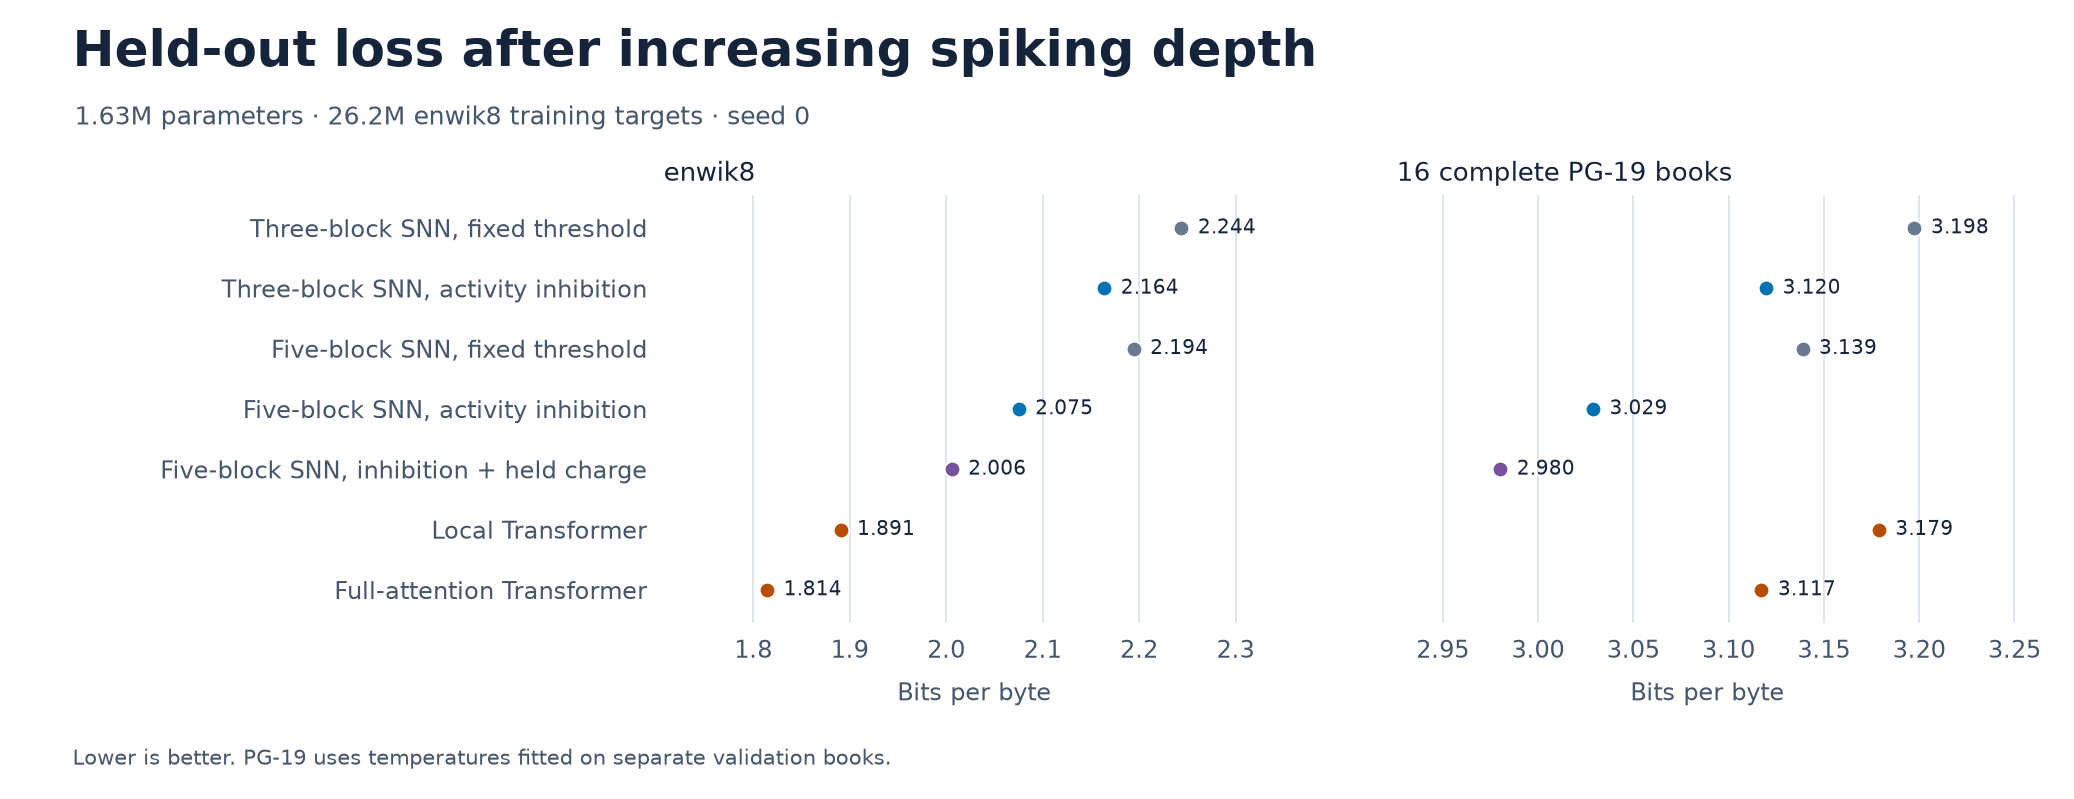 Held-out loss after increasing spiking depth
1.63M parameters · 26.2M enwik8 training targets · seed 0
enwik8
16 complete PG-19 books
Three-block SNN, fixed threshold 2.244 3.198
Three-block SNN, activity inhibition 2.164 3.120
Five-block SNN, fixed threshold 2.194 3.139
Five-block SNN, activity inhibition 2.075 3.029
Five-block SNN, inhibition + held charge 2.006 2.980
Local Transformer 1.891 3.179
Full-attention Transformer 1.814 3.117
1.8 1.9 2.0 2.1 2.2 2.3
2.95 3.00 3.05 3.10 3.15 3.20 3.25
Bits per byte
Bits per byte
Lower is better. PG-19 uses temperatures fitted on separate validation books.